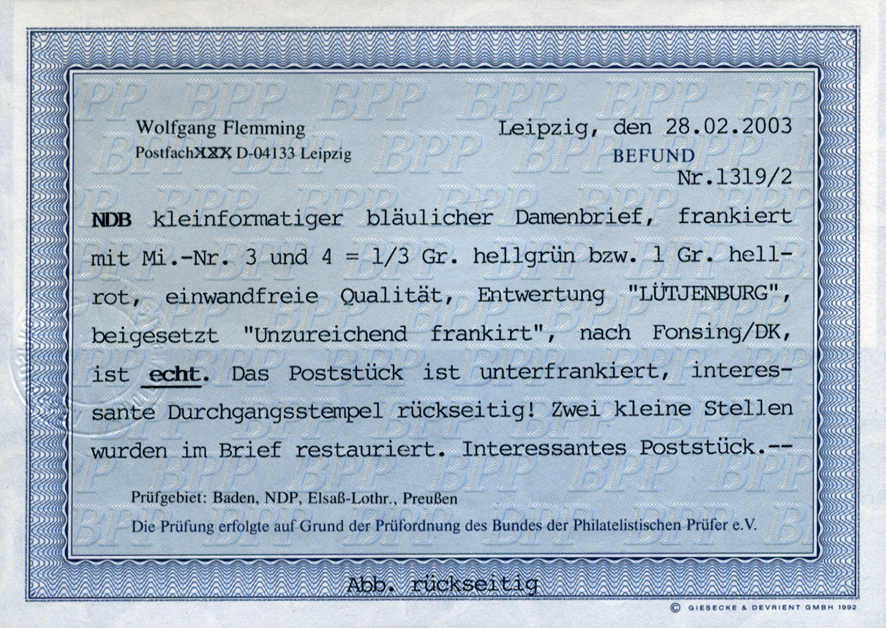 Wolfgang Flemming
PostfachXXX D-04133 Leipzig
Leipzig, den 28.02.2003
BEFUND
Nr.1319/2
NDB kleinformatiger bläulicher Damenbrief, frankiert
mit Mi.-Nr. 3 und 4 = 1/3 Gr. hellgrün bzw. 1 Gr. hell-
rot, einwandfreie Qualität, Entwertung "LÜTJENBURG",
beigesetzt "Unzureichend frankirt", nach Fonsing/DK,
ist echt. Das Poststück ist unterfrankiert, interes-
sante Durchgangsstempel rückseitig! Zwei kleine Stellen
wurden im Brief restauriert. Interessantes Poststück.--
Prüfgebiet: Baden, NDP, Elsaß-Lothr., Preußen
Die Prüfung erfolgte auf Grund der Prüfordnung des Bundes der Philatelistischen Prüfer e.V.
Abb. rückseitig
© GIESECKE & DEVRIENT GMBH 1992